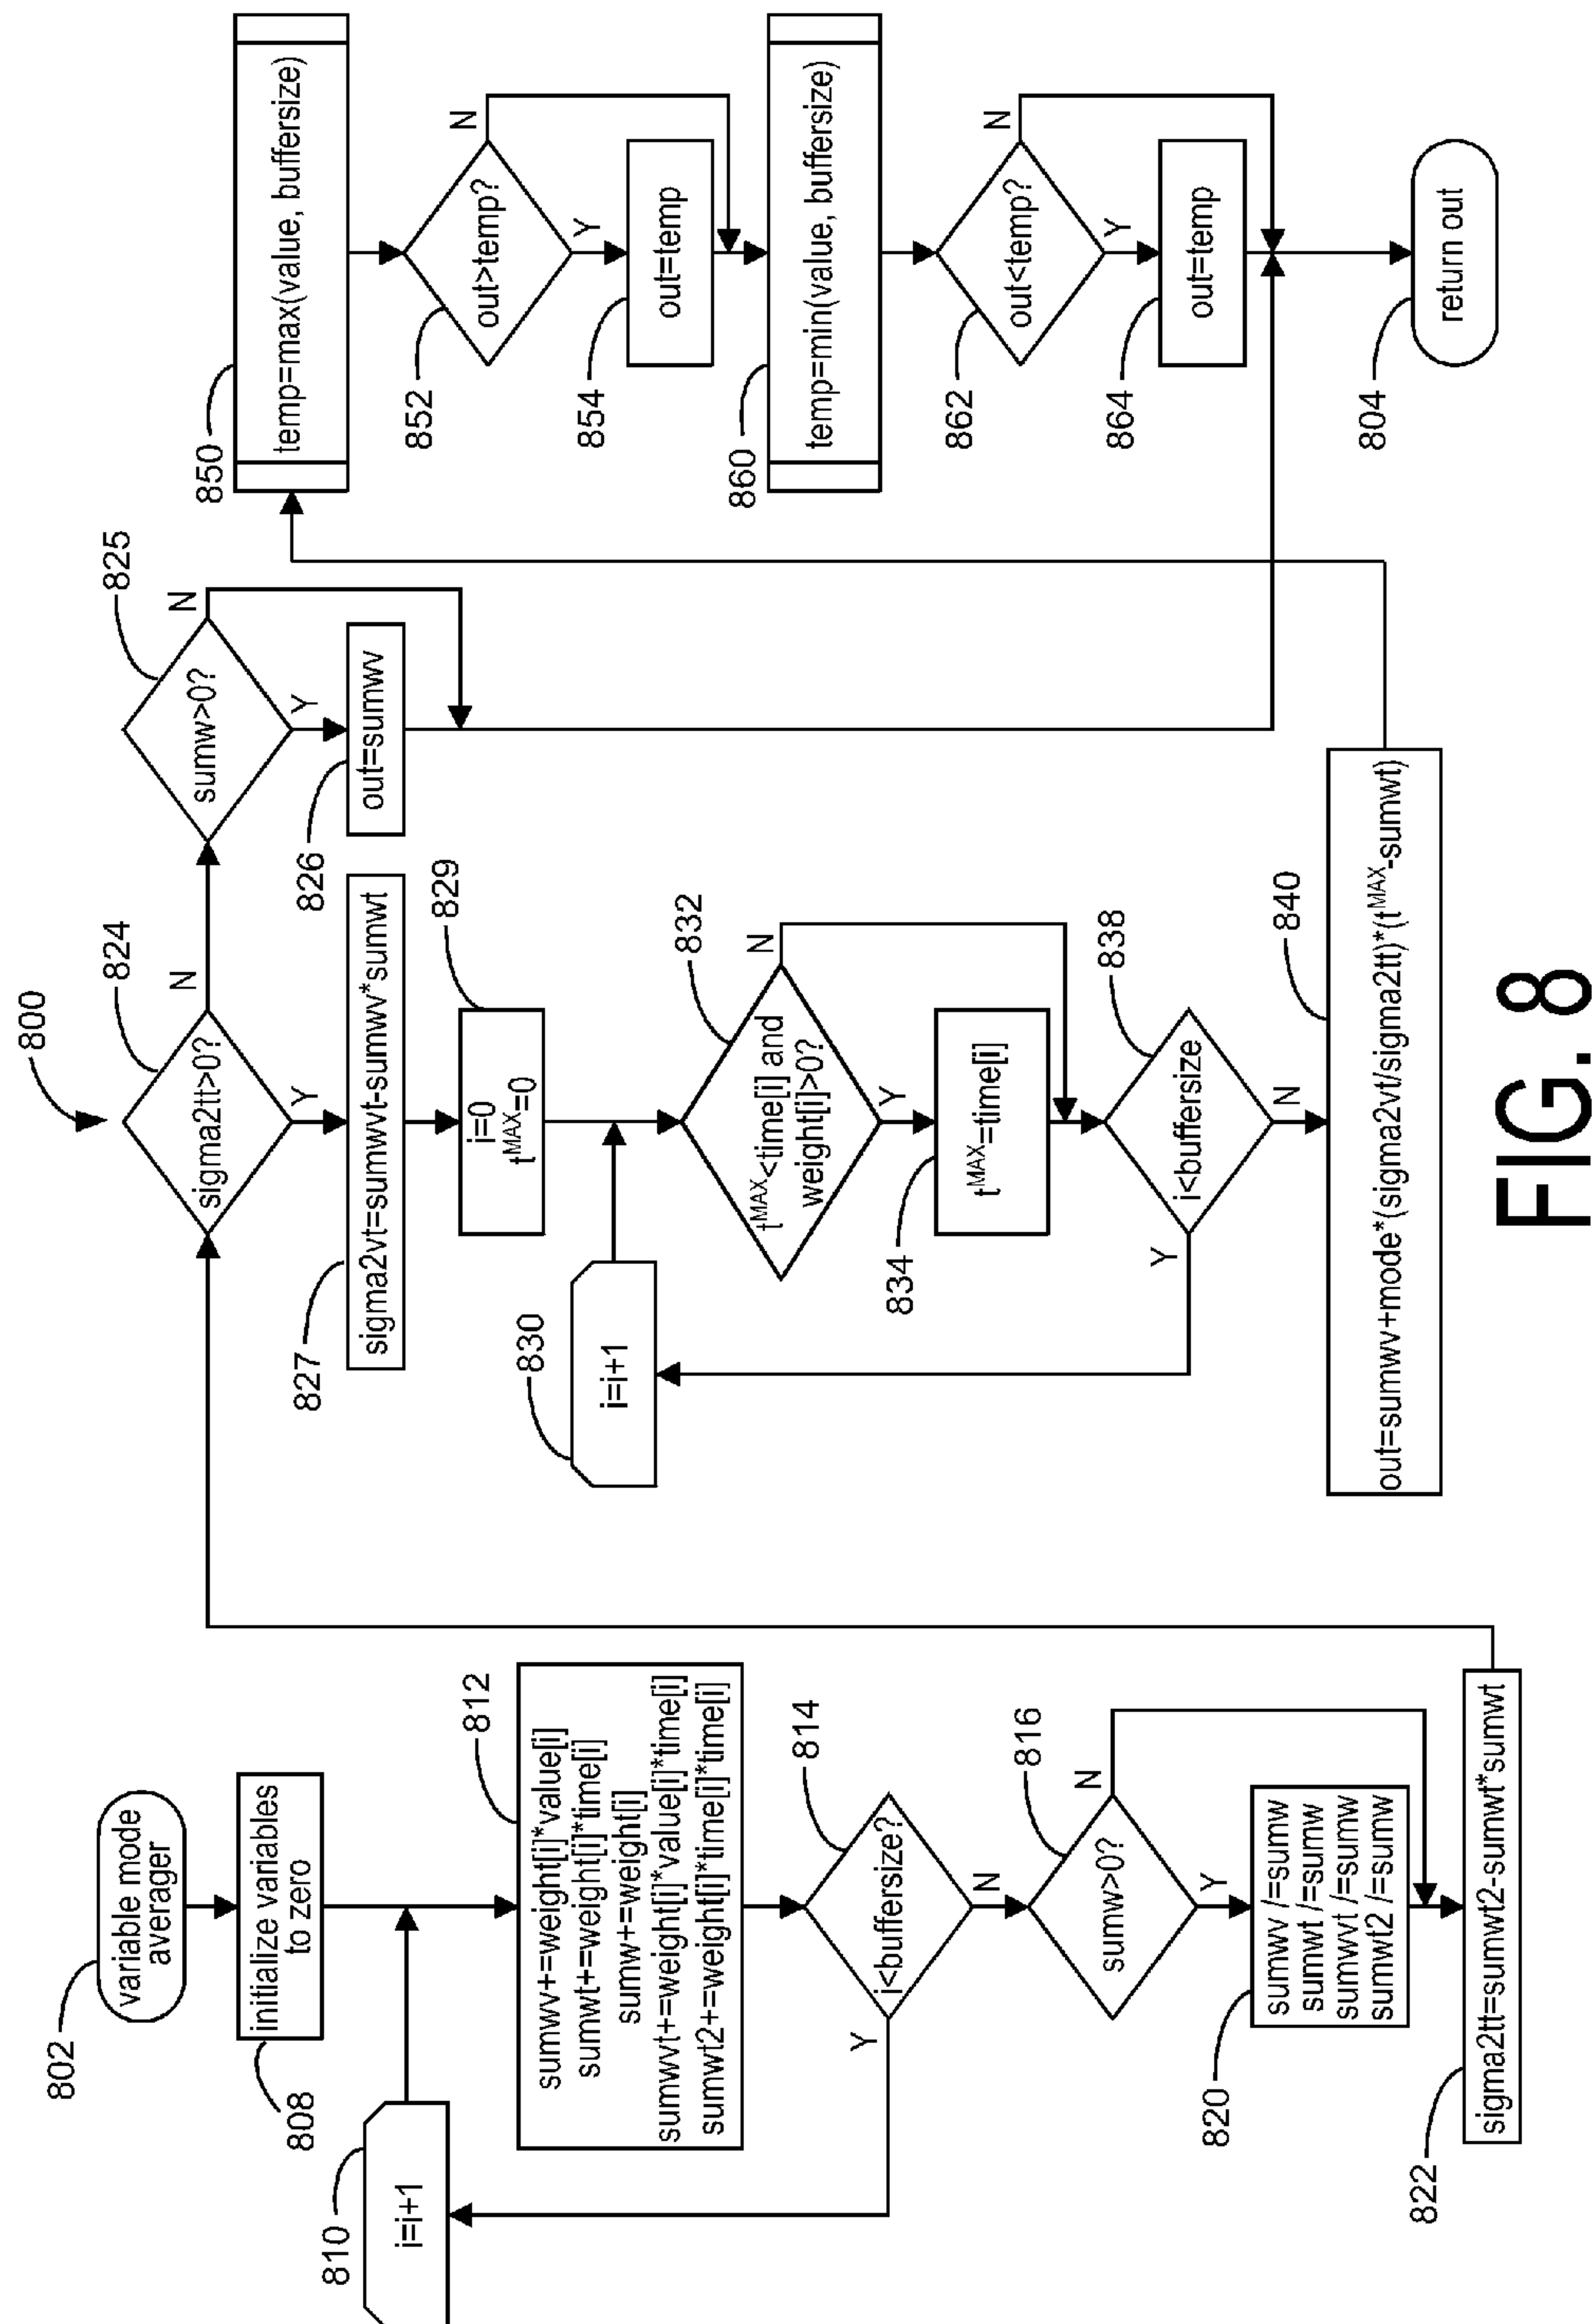 800
802
variable mode
averager
808
initialize variables
to zero
810
i=i+1
812
sumwv+=weight[i]*value[i]
sumwt+=weight[i]*time[i]
sumw+=weight[i]
sumwvt+=weight[i]*value[i]*time[i]
sumwt2+=weight[i]*time[i]*time[i]
814
i<buffersize?
Y
N
816
sumw>0?
N
Y
820
sumwv /=sumw
sumwt /=sumw
sumwvt /=sumw
sumwt2 /=sumw
822
sigma2tt=sumwt2-sumwt*sumwt
824
sigma2tt>0?
N
Y
825
sumw>0?
N
Y
826
out=sumwv
827
sigma2vt=sumwvt-sumwv*sumwt
829
i=0
tMAX=0
830
i=i+1
832
tMAX<time[i] and
weight[i]>0?
N
Y
834
tMAX=time[i]
838
i<buffersize
Y
N
840
out=sumwv+mode*(sigma2vt/sigma2tt)*(tMAX-sumwt)
850
temp=max(value, buffersize)
852
out>temp?
N
Y
854
out=temp
860
temp=min(value, buffersize)
862
out<temp?
N
Y
864
out=temp
804
return out
FIG. 8